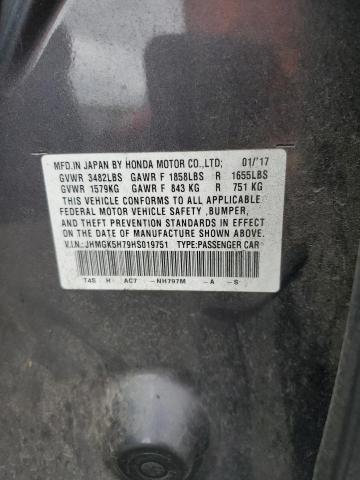 MFD.IN JAPAN BY HONDA MOTOR CO.,LTD; 01/'17
GVWR 3482LBS GAWR F 1858LBS R 1655LBS
GVWR 1579KG GAWR F 843 KG R 751 KG
THIS VEHICLE CONFORMS TO ALL APPLICABLE
FEDERAL MOTOR VEHICLE SAFETY ,BUMPER,
AND THEFT PREVENTION STANDARDS IN EFFECT
ON THE DATE OF MANUFACTURE SHOWN ABOVE.
V.I.N.: JHMGK5H79HS019751 TYPE:PASSENGER CAR
T4S H AC7 -NH797M -A -S